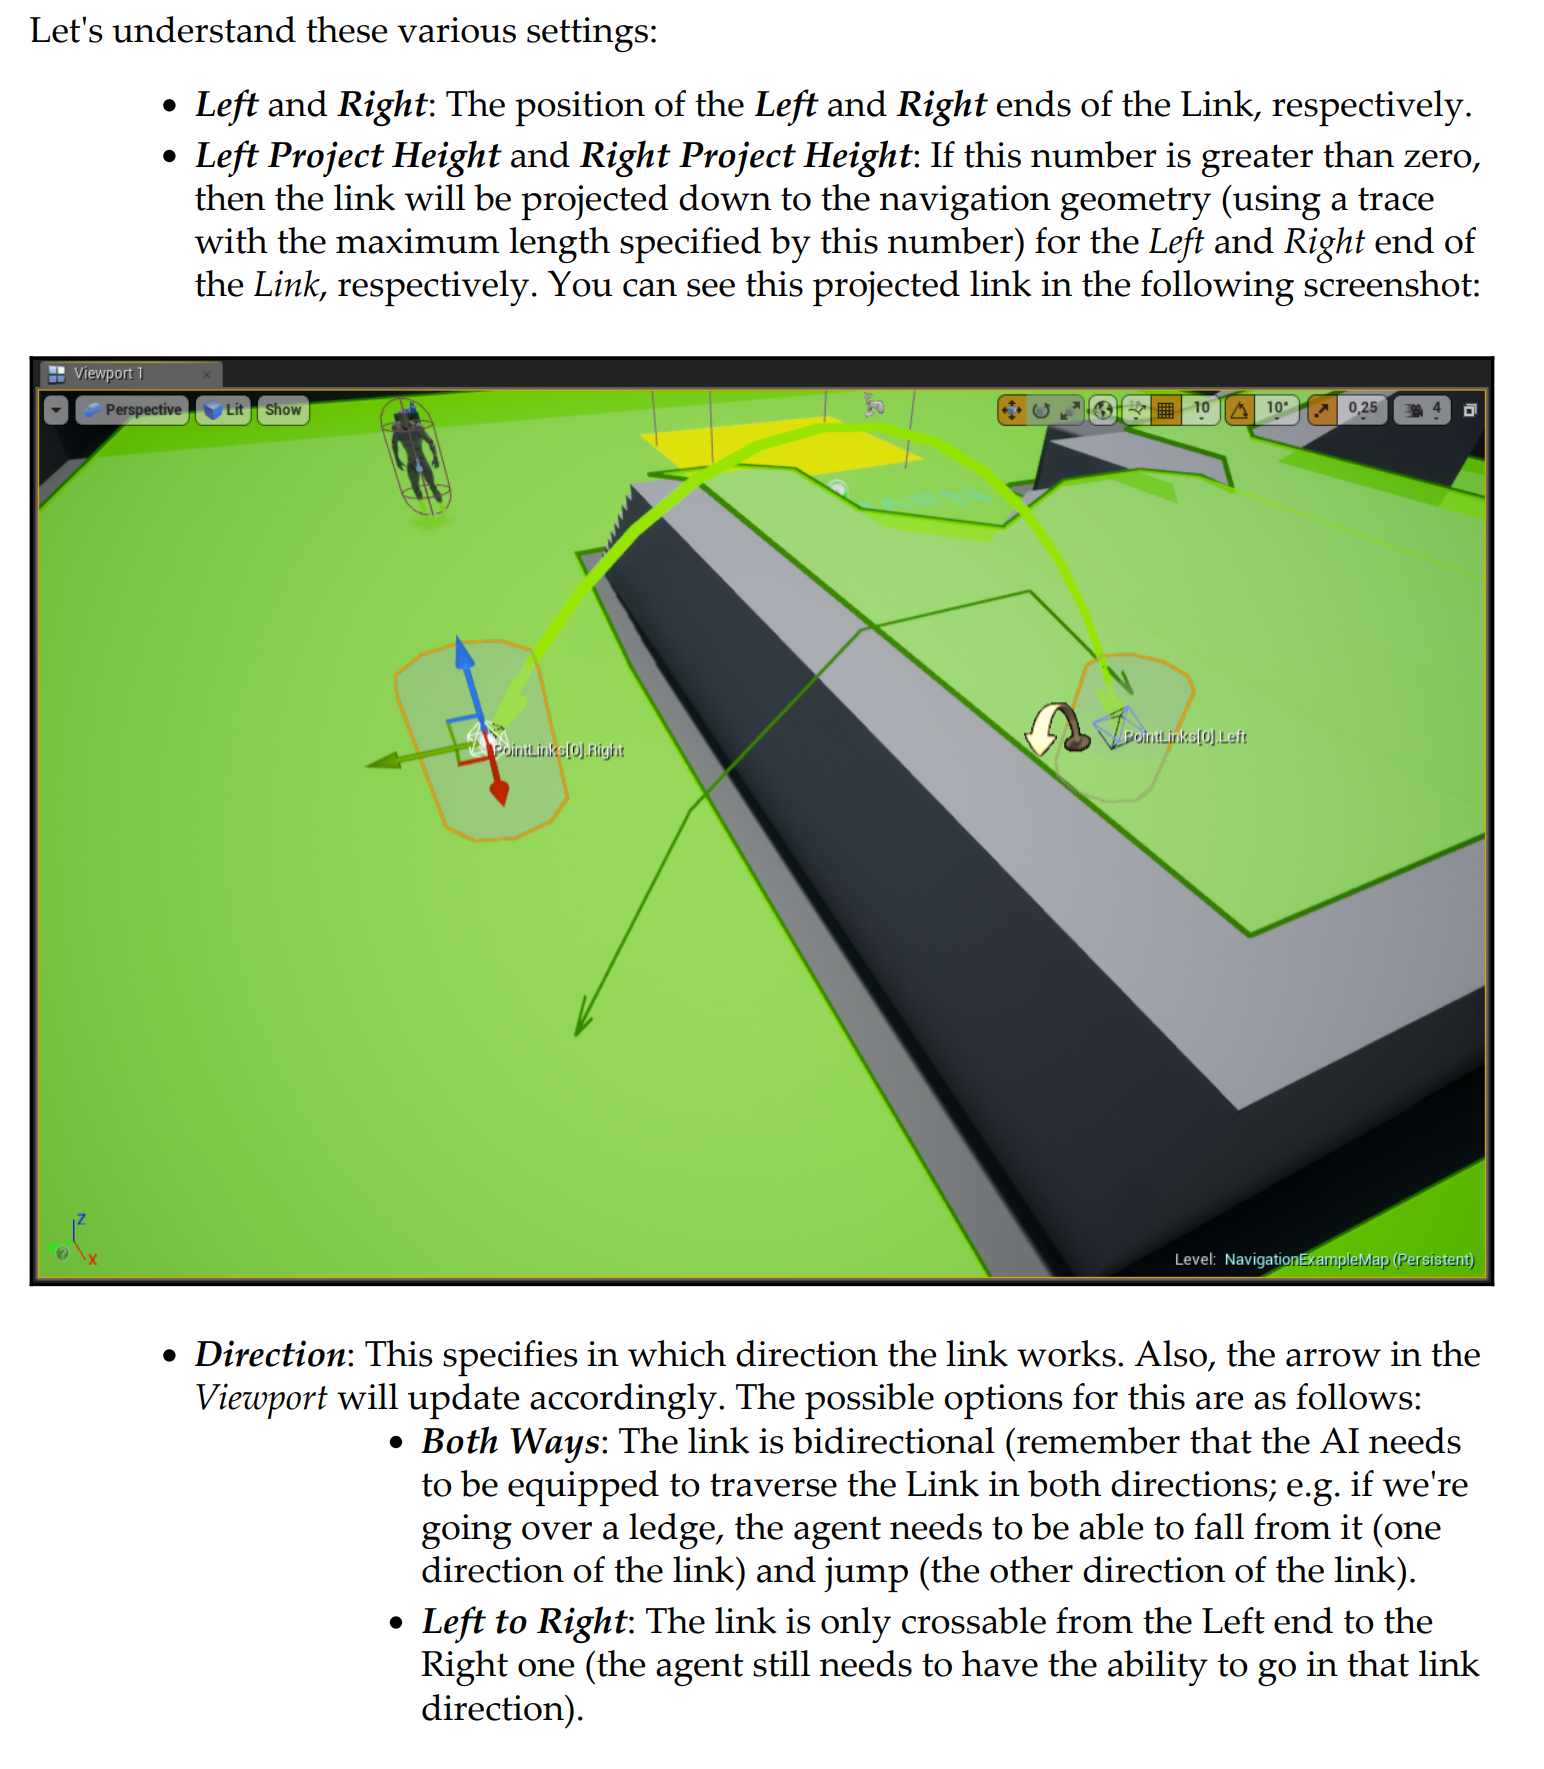 Let's understand these various settings:
• Left and Right: The position of the Left and Right ends of the Link, respectively.
• Left Project Height and Right Project Height: If this number is greater than zero,
then the link will be projected down to the navigation geometry (using a trace
with the maximum length specified by this number) for the Left and Right end of
the Link, respectively. You can see this projected link in the following screenshot:
Viewport 1
Perspective Lit Show 10 10° 0,25 4
PointLinks[0].Right
PointLinks[0].Left
Z
X
Level: NavigationExampleMap (Persistent)
• Direction: This specifies in which direction the link works. Also, the arrow in the
Viewport will update accordingly. The possible options for this are as follows:
• Both Ways: The link is bidirectional (remember that the AI needs
to be equipped to traverse the Link in both directions; e.g. if we're
going over a ledge, the agent needs to be able to fall from it (one
direction of the link) and jump (the other direction of the link).
• Left to Right: The link is only crossable from the Left end to the
Right one (the agent still needs to have the ability to go in that link
direction).